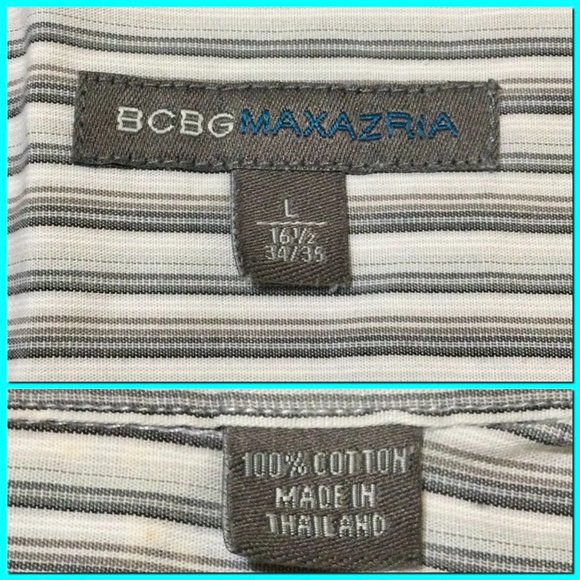 BCBGMAXAZRIA
L
16 1/2
34/35
100% COTTON
MADE IN
THAILAND